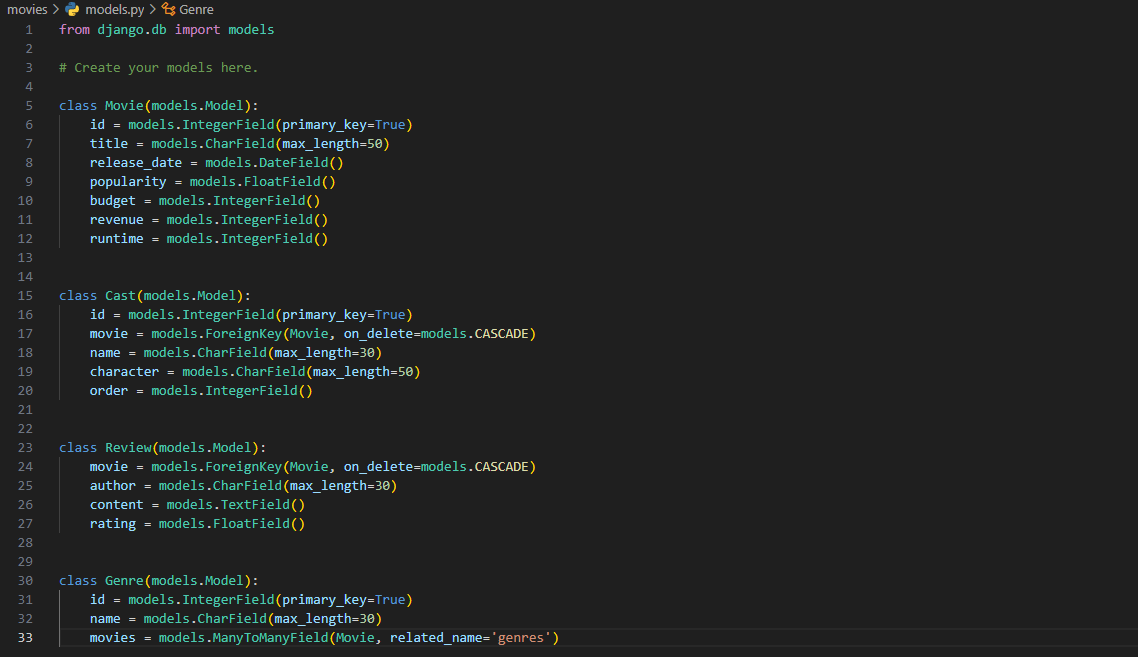 movies > models.py > Genre
1 from django.db import models
2
3 # Create your models here.
4
5 class Movie(models.Model):
6     id = models.IntegerField(primary_key=True)
7     title = models.CharField(max_length=50)
8     release_date = models.DateField()
9     popularity = models.FloatField()
10     budget = models.IntegerField()
11     revenue = models.IntegerField()
12     runtime = models.IntegerField()
13
14
15 class Cast(models.Model):
16     id = models.IntegerField(primary_key=True)
17     movie = models.ForeignKey(Movie, on_delete=models.CASCADE)
18     name = models.CharField(max_length=30)
19     character = models.CharField(max_length=50)
20     order = models.IntegerField()
21
22
23 class Review(models.Model):
24     movie = models.ForeignKey(Movie, on_delete=models.CASCADE)
25     author = models.CharField(max_length=30)
26     content = models.TextField()
27     rating = models.FloatField()
28
29
30 class Genre(models.Model):
31     id = models.IntegerField(primary_key=True)
32     name = models.CharField(max_length=30)
33     movies = models.ManyToManyField(Movie, related_name='genres')